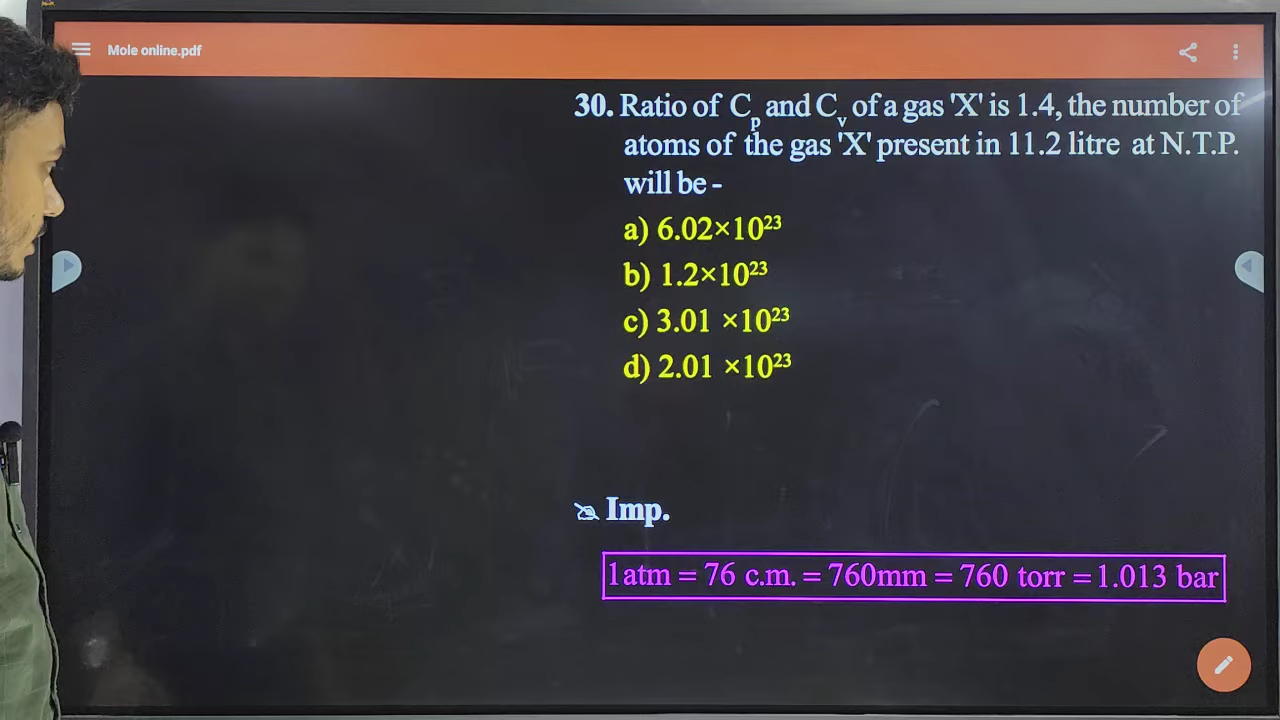 Mole online.pdf
30. Ratio of Cp and Cv of a gas 'X' is 1.4, the number of
atoms of the gas 'X' present in 11.2 litre at N.T.P.
will be -
a) 6.02×10²³
b) 1.2×10²³
c) 3.01 ×10²³
d) 2.01 ×10²³
Imp.
1atm = 76 c.m. = 760mm = 760 torr = 1.013 bar